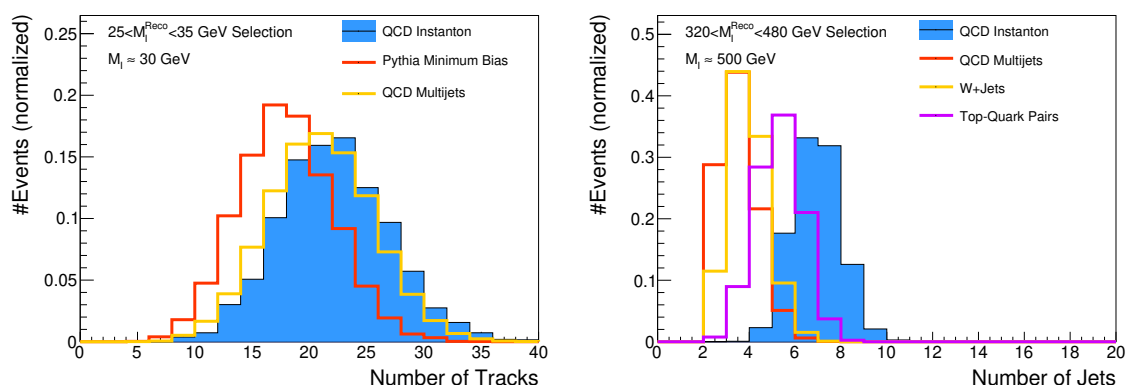 #Events (normalized)
0.25
0.2
0.15
0.1
0.05
0
25<M_I^Reco<35 GeV Selection
M_I ≈ 30 GeV
QCD Instanton
Pythia Minimum Bias
QCD Multijets
0 5 10 15 20 25 30 35 40
Number of Tracks
#Events (normalized)
0.5
0.4
0.3
0.2
0.1
0
320<M_I^Reco<480 GeV Selection
M_I ≈ 500 GeV
QCD Instanton
QCD Multijets
W+Jets
Top-Quark Pairs
0 2 4 6 8 10 12 14 16 18 20
Number of Jets